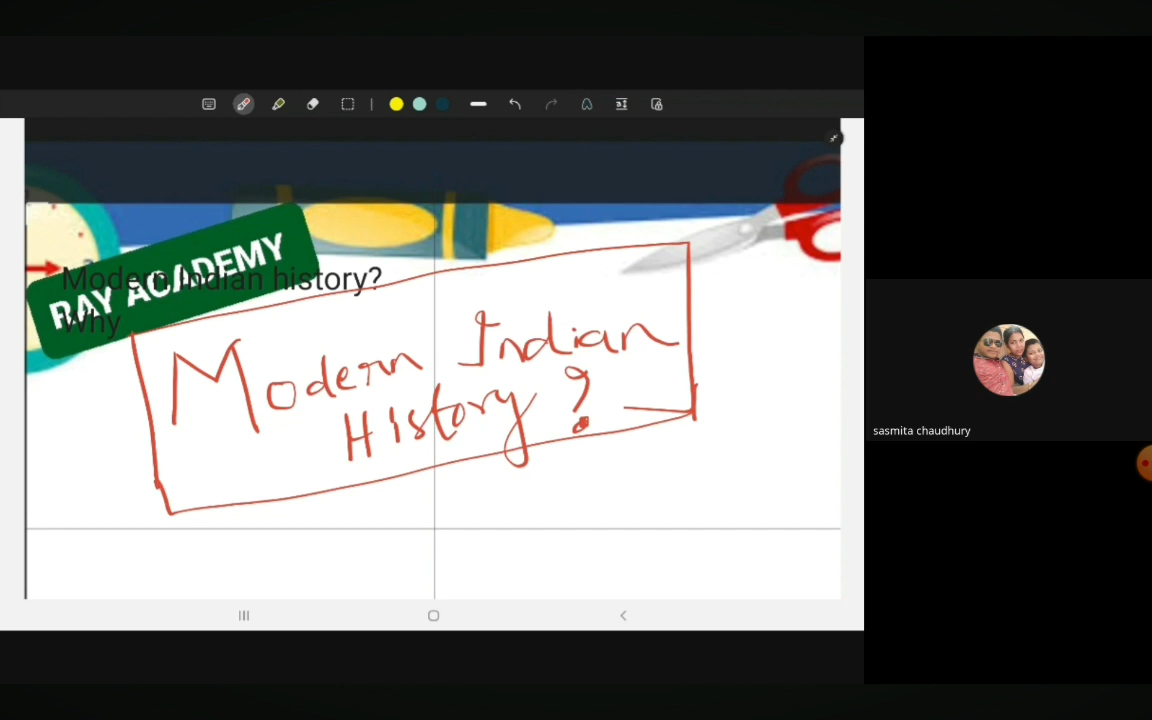 RAY ACADEMY
Modern Indian history?
Why
Modern Indian
History ?
sasmita chaudhury